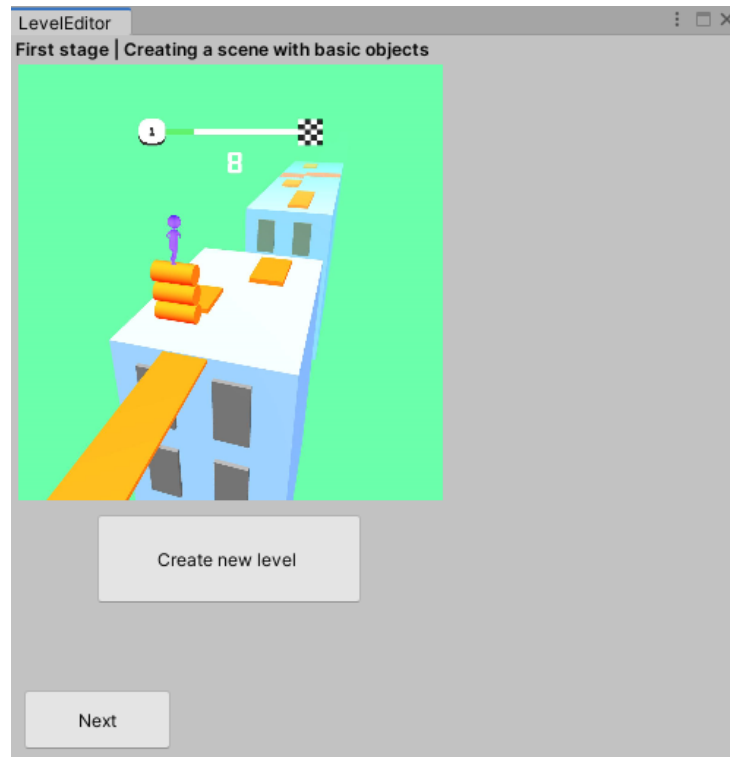 LevelEditor
First stage | Creating a scene with basic objects
1
8
Create new level
Next